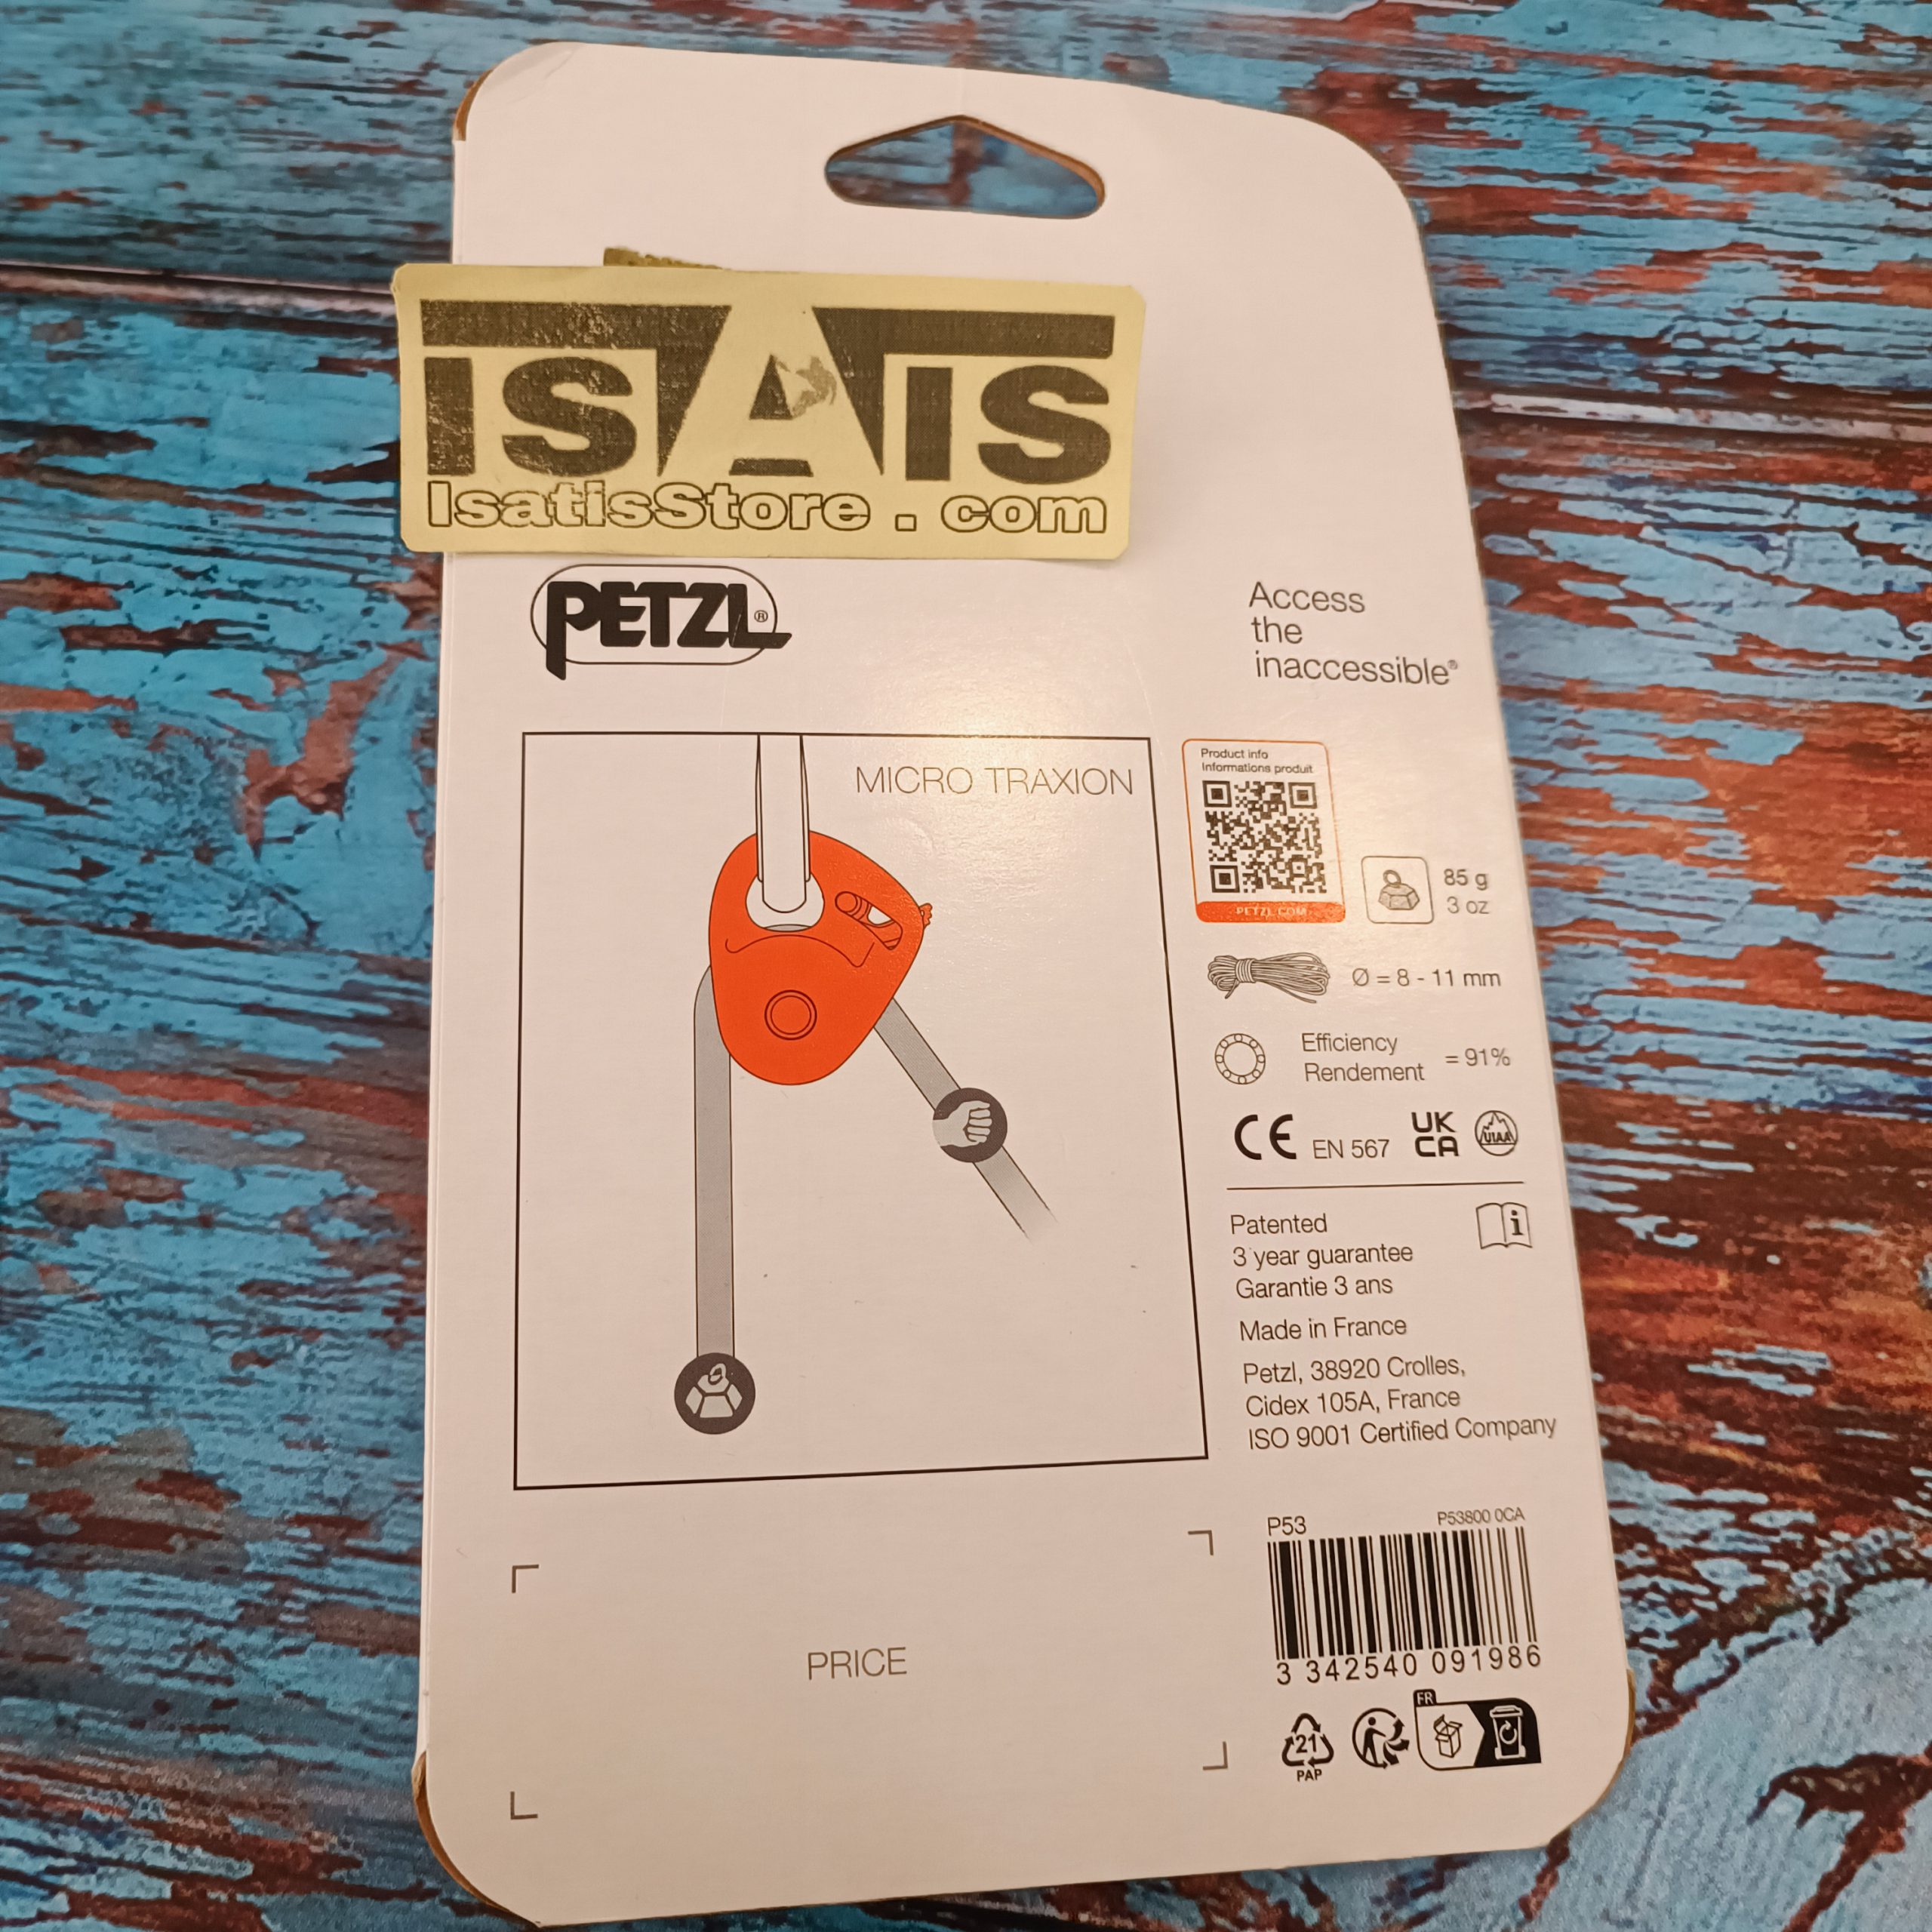 ISATIS
IsatisStore . com
PETZL®
Access
the
inaccessible®
MICRO TRAXION
Product info
Informations produit
PETZL.COM
85 g
3 oz
Ø = 8 - 11 mm
Efficiency
Rendement
= 91%
CE EN 567 UK
CA UIAA
Patented
3 year guarantee
Garantie 3 ans
i
Made in France
Petzl, 38920 Crolles,
Cidex 105A, France
ISO 9001 Certified Company
P53 P53800 0CA
3 342540 091986
PRICE
21
PAP
FR